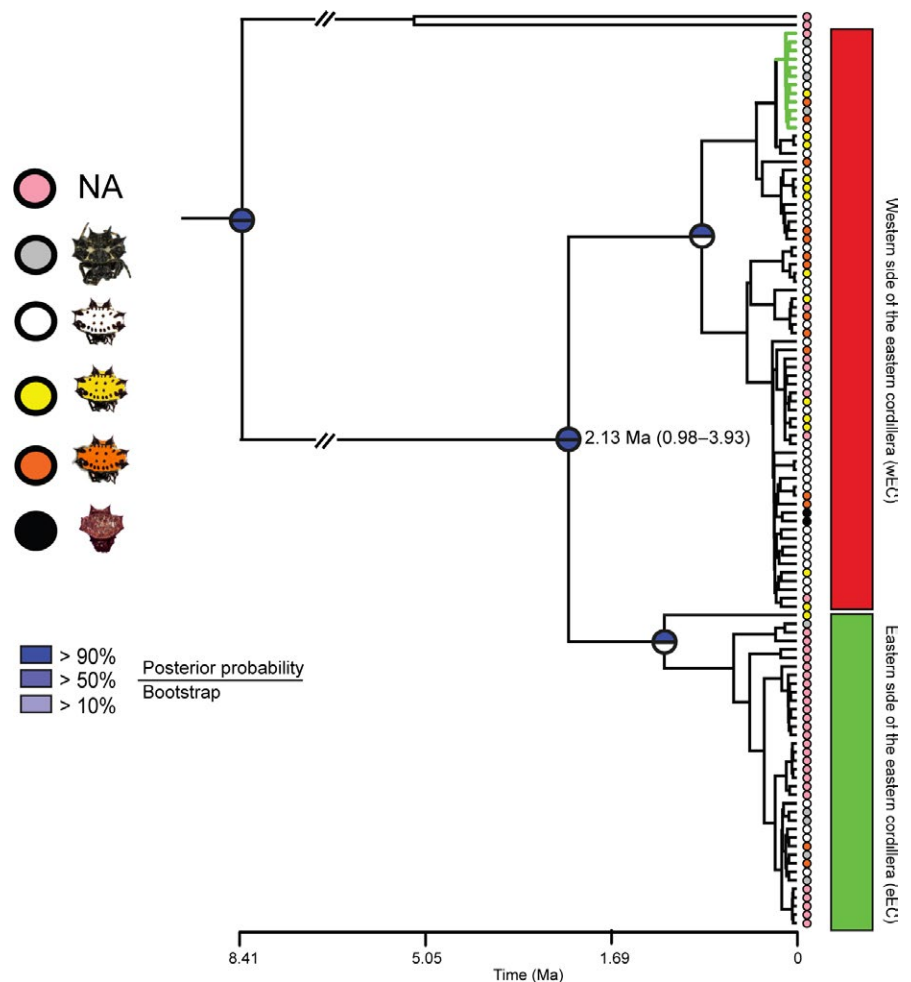 NA
> 90%
> 50%
> 10%
Posterior probability
Bootstrap
2.13 Ma (0.98–3.93)
Western side of the eastern cordillera (wEC)
Eastern side of the eastern cordillera (eEC)
8.41
5.05
1.69
0
Time (Ma)